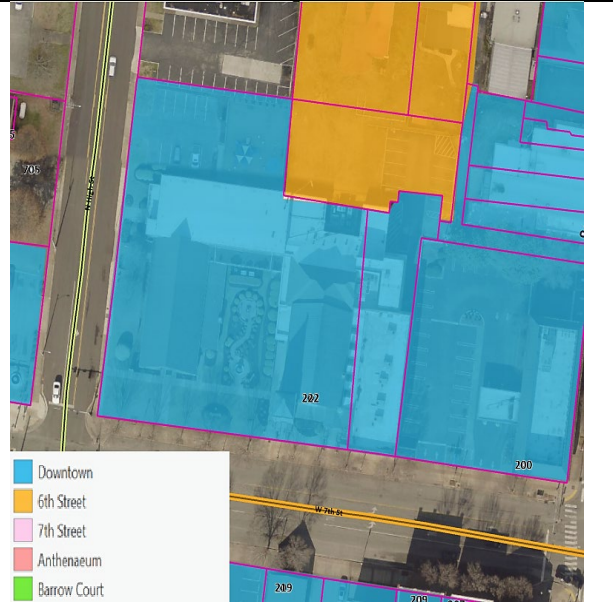 705
N High St
222
200
W 7th St
209
209
Downtown
6th Street
7th Street
Anthenaeum
Barrow Court